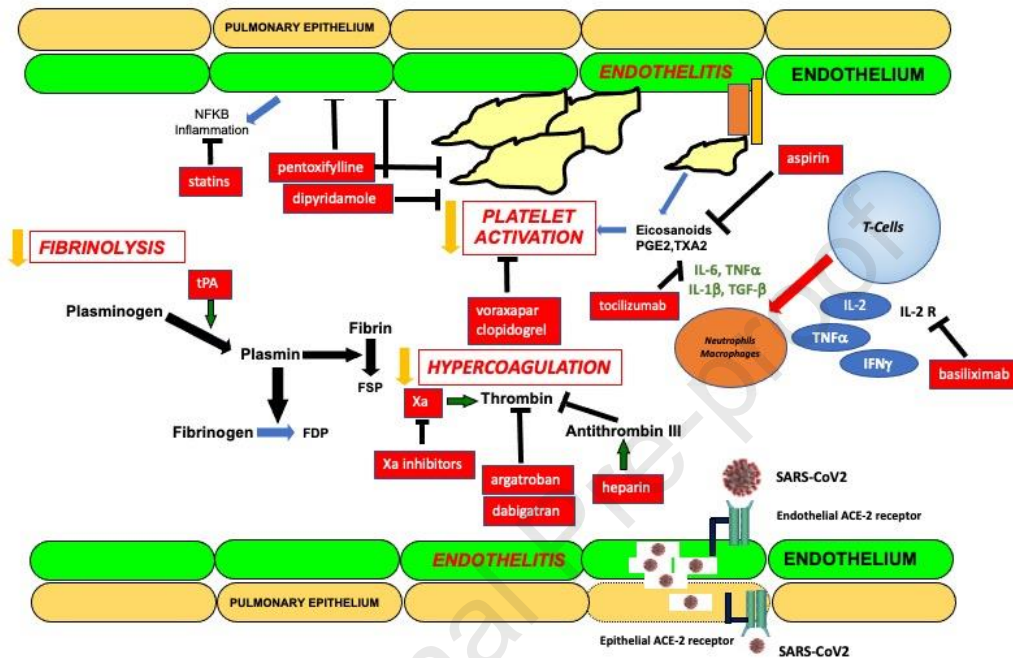 PULMONARY EPITHELIUM
ENDOTHELITIS
ENDOTHELIUM
NFKB
Inflammation
statins
pentoxifylline
dipyridamole
aspirin
T-Cells
PLATELET
ACTIVATION
Eicosanoids
PGE2,TXA2
FIBRINOLYSIS
tPA
IL-6, TNFα
IL-1β, TGF-β
tocilizumab
IL-2
IL-2 R
Plasminogen
voraxapar
clopidogrel
Neutrophils
Macrophages
TNFα
IFNγ
basiliximab
Fibrin
Plasmin
HYPERCOAGULATION
FSP
Xa
Thrombin
Fibrinogen
FDP
Antithrombin III
Xa inhibitors
argatroban
dabigatran
heparin
SARS-CoV2
Endothelial ACE-2 receptor
ENDOTHELITIS
ENDOTHELIUM
PULMONARY EPITHELIUM
Epithelial ACE-2 receptor
SARS-CoV2
nal Pre-proof